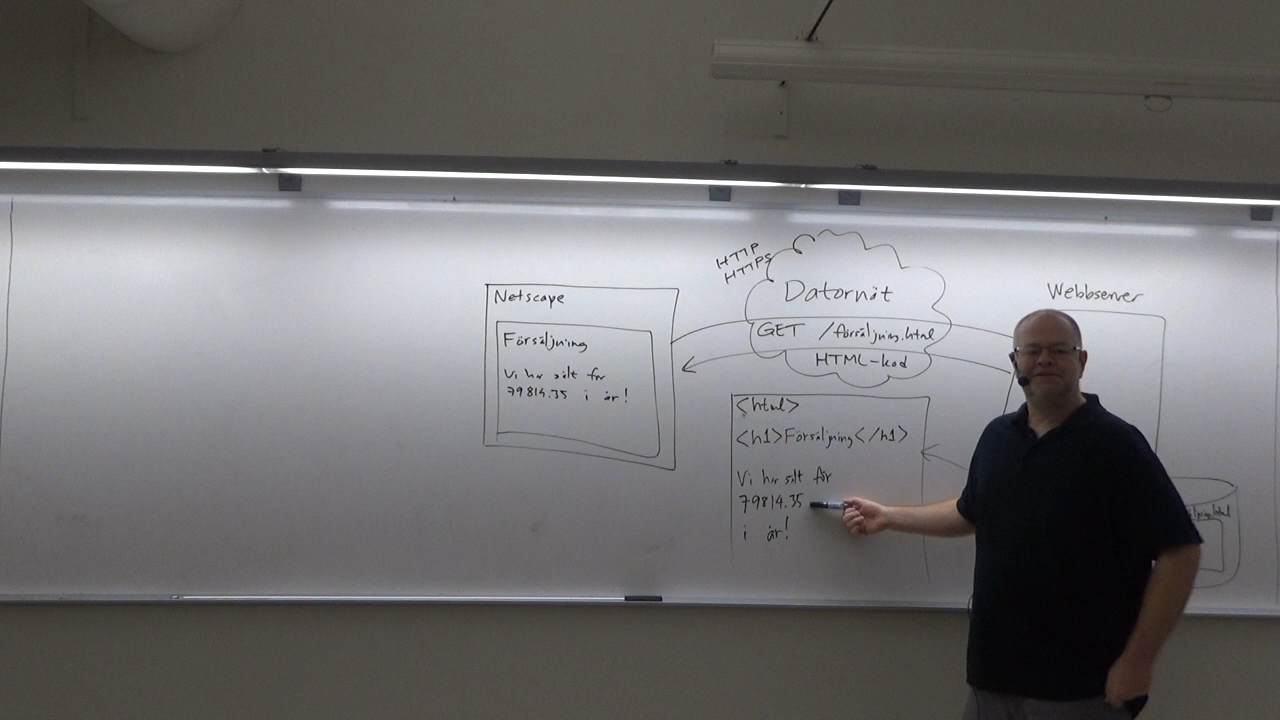 Netscape
Försäljning
Vi har sålt för
79814.35 i år!
HTTP
HTTPS
Datornät
GET /försäljning.html
HTML-kod
Webbserver
<html>
<h1>Försäljning</h1>
Vi har sålt för
79814.35
i år!